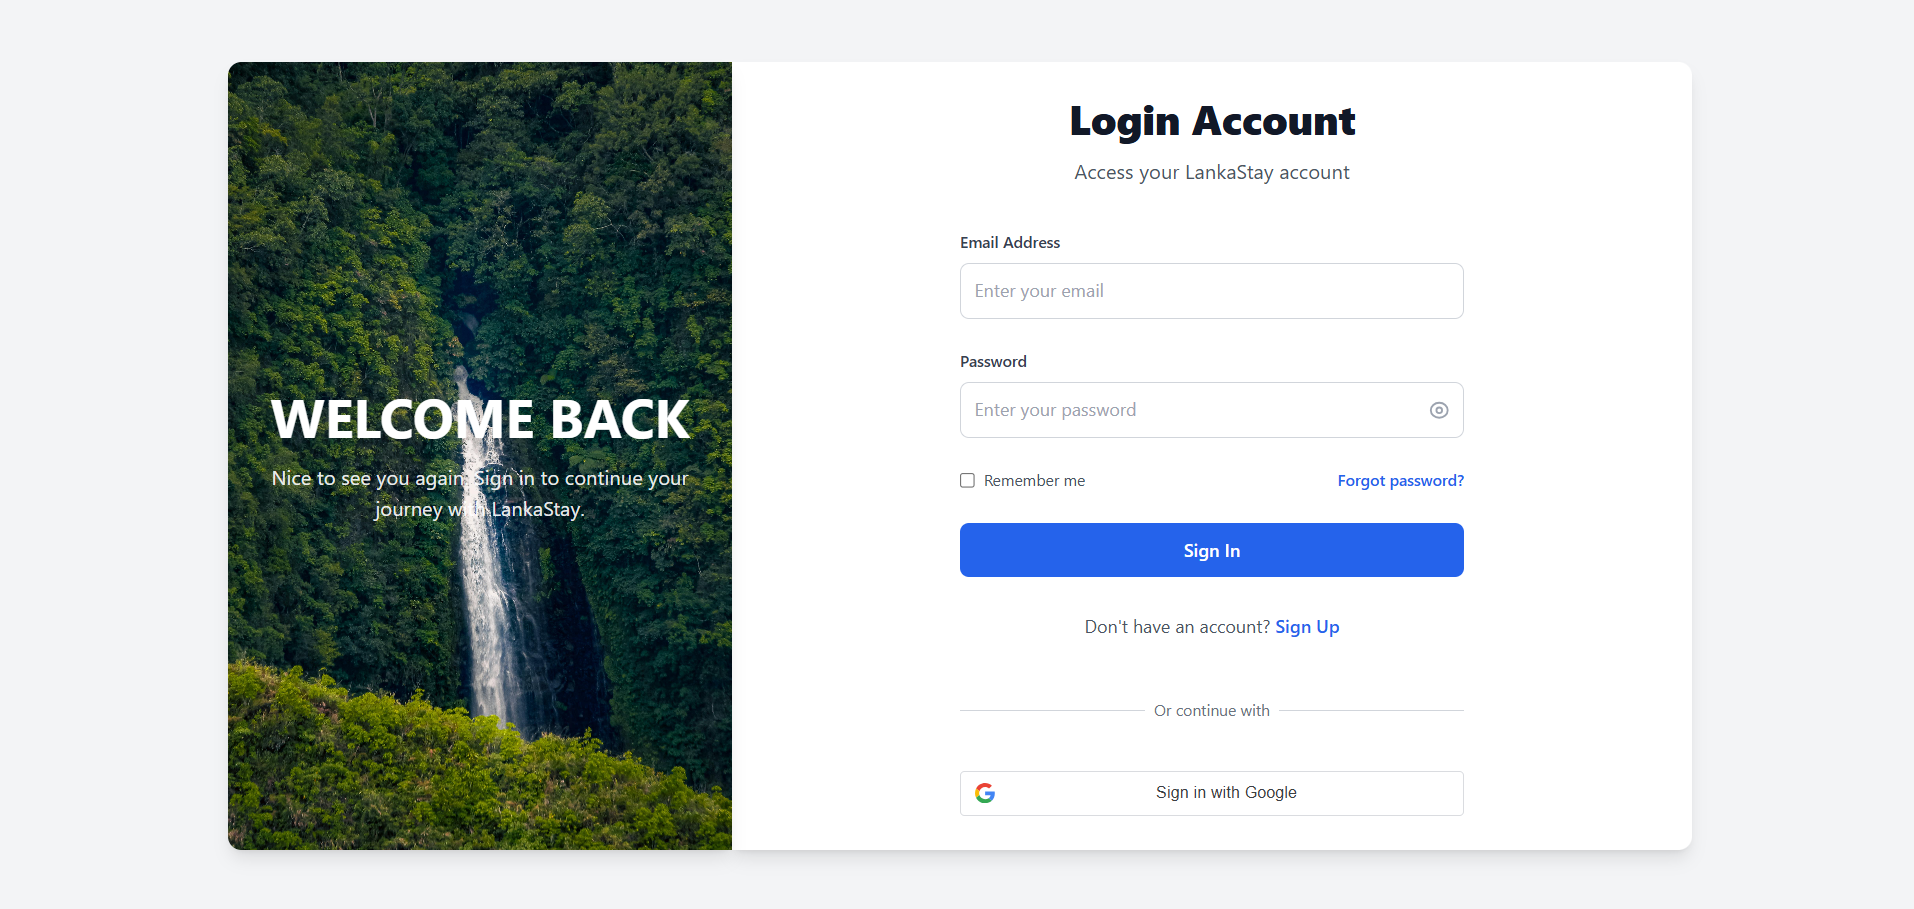 WELCOME BACK
Nice to see you again. Sign in to continue your
journey with LankaStay.
Login Account
Access your LankaStay account
Email Address
Enter your email
Password
Enter your password
Remember me
Forgot password?
Sign In
Don't have an account? Sign Up
Or continue with
Sign in with Google